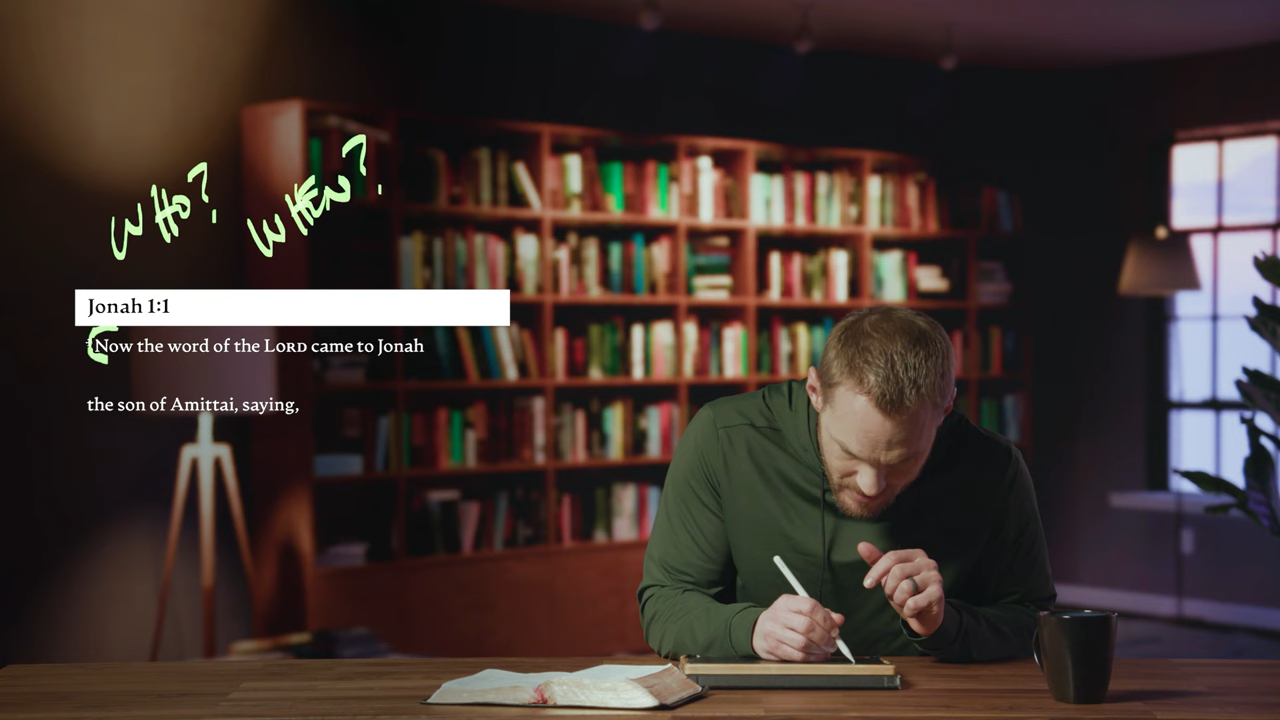 WHO? WHEN?
Jonah 1:1
Now the word of the LORD came to Jonah
the son of Amittai, saying,